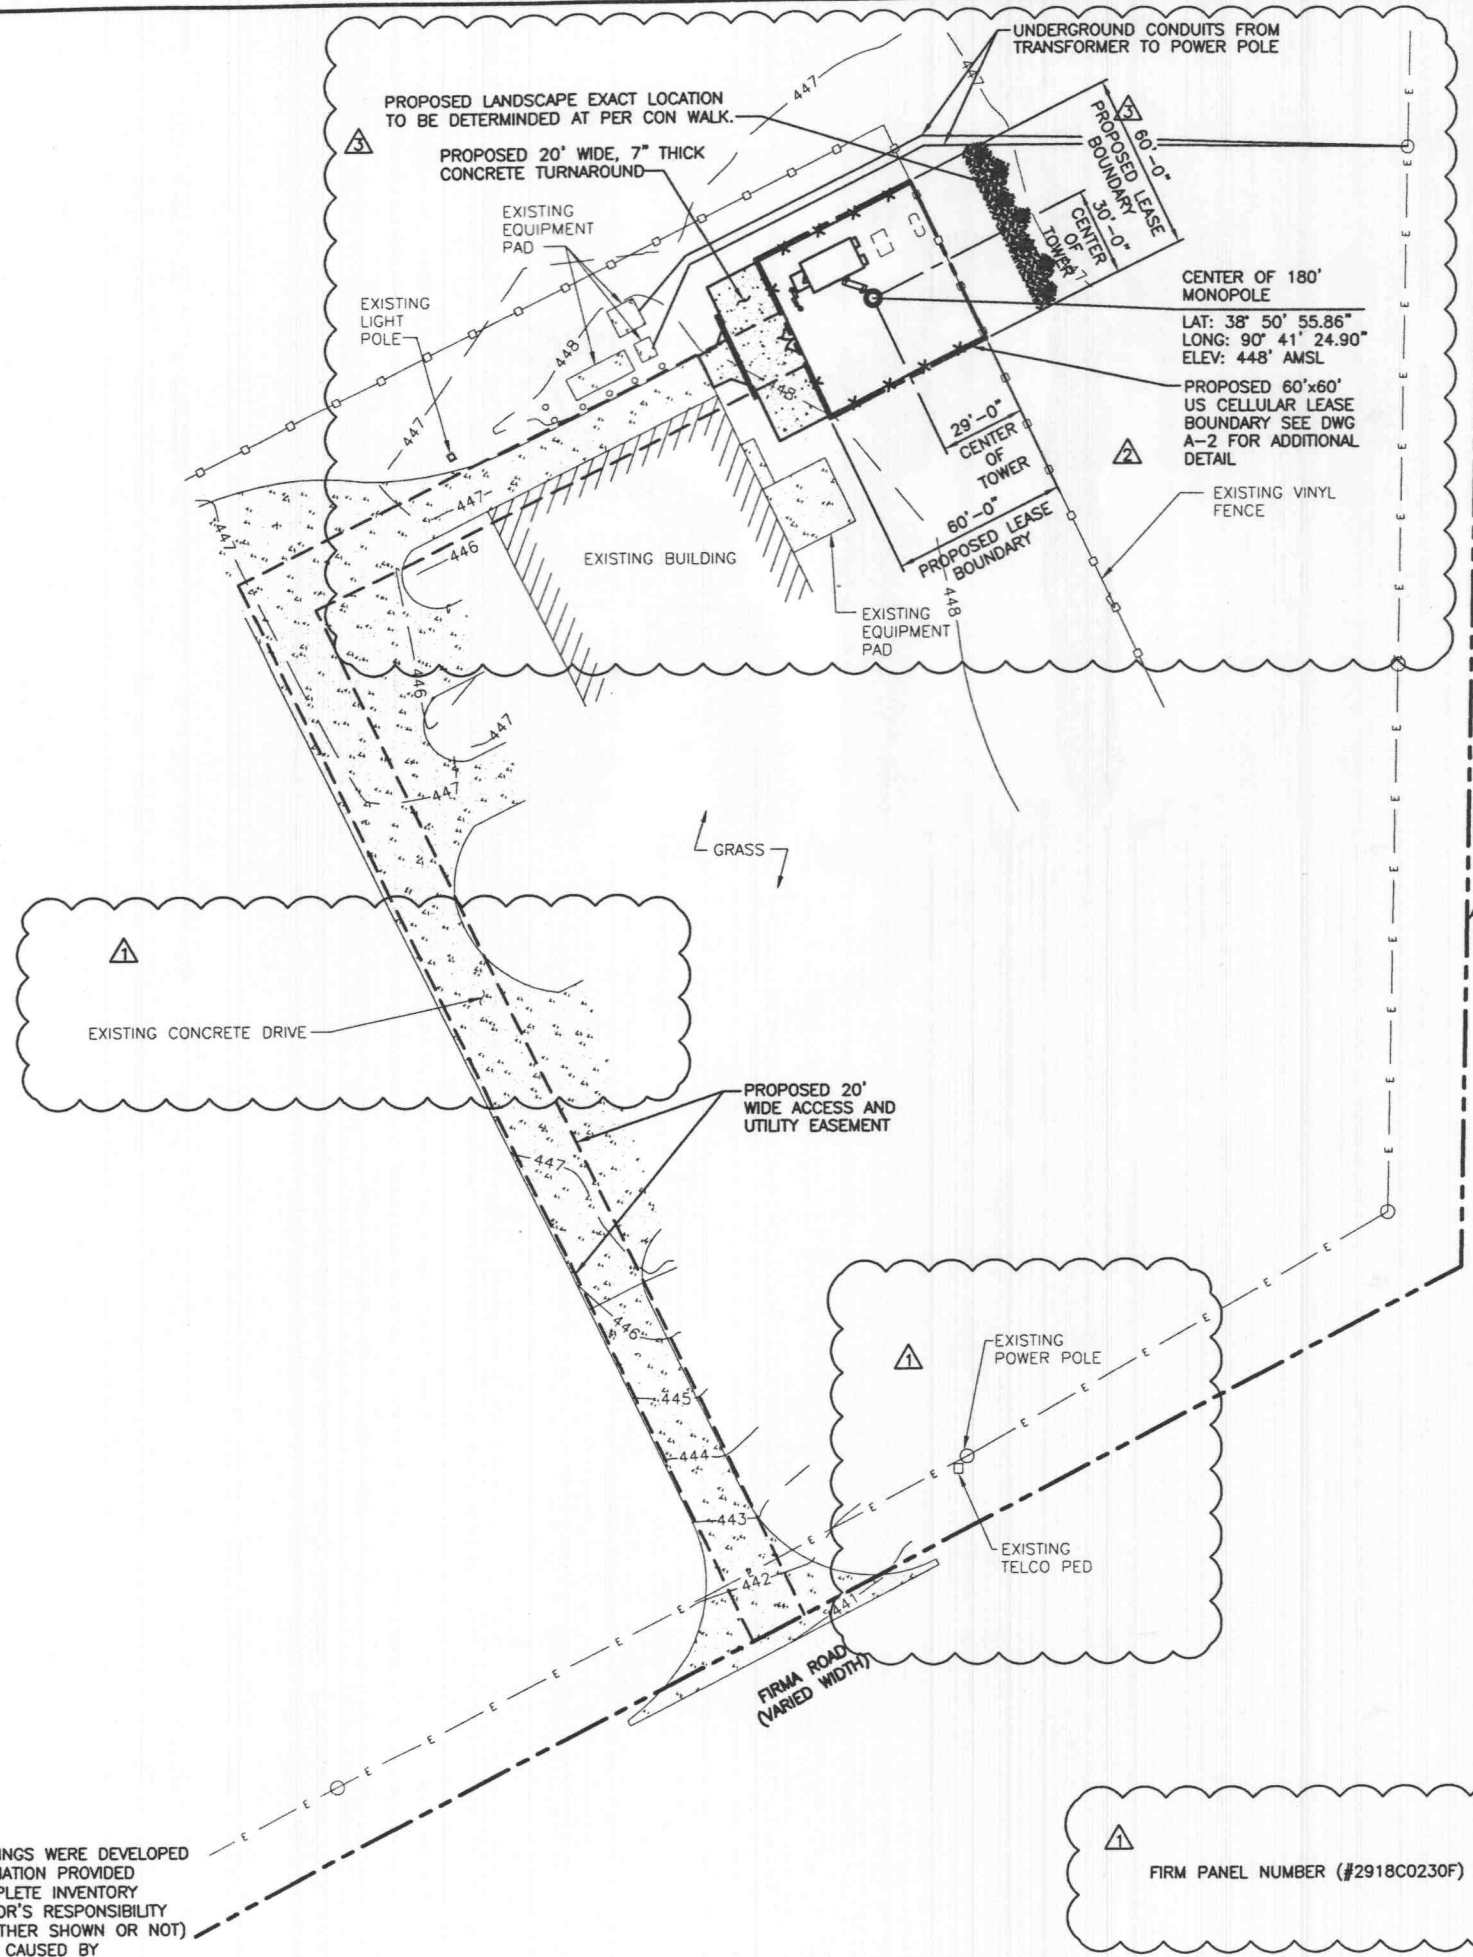 UNDERGROUND CONDUITS FROM
TRANSFORMER TO POWER POLE
447
447
PROPOSED LANDSCAPE EXACT LOCATION
TO BE DETERMINDED AT PER CON WALK.
3
3
60'-0"
PROPOSED LEASE
BOUNDARY
30'-0"
CENTER
OF
TOWER
447
PROPOSED 20' WIDE, 7" THICK
CONCRETE TURNAROUND
EXISTING
EQUIPMENT
PAD
EXISTING
LIGHT
POLE
CENTER OF 180'
MONOPOLE
LAT: 38° 50' 55.86"
LONG: 90° 41' 24.90"
ELEV: 448' AMSL
PROPOSED 60'x60'
US CELLULAR LEASE
BOUNDARY SEE DWG
A-2 FOR ADDITIONAL
DETAIL
2
448
448
447
29'-0"
CENTER
OF
TOWER
60'-0"
PROPOSED LEASE
BOUNDARY
448
EXISTING VINYL
FENCE
447
447
446
EXISTING BUILDING
EXISTING
EQUIPMENT
PAD
446
447
447
GRASS
1
EXISTING CONCRETE DRIVE
PROPOSED 20'
WIDE ACCESS AND
UTILITY EASEMENT
447
446
445
444
443
442
441
1
EXISTING
POWER POLE
EXISTING
TELCO PED
FIRMA ROAD
(VARIED WIDTH)
E E E E E E E E E E E E E E E E E E E E E E E E E E
INGS WERE DEVELOPED
ATION PROVIDED
PLETE INVENTORY
OR'S RESPONSIBILITY
THER SHOWN OR NOT)
CAUSED BY
1
FIRM PANEL NUMBER (#2918C0230F)